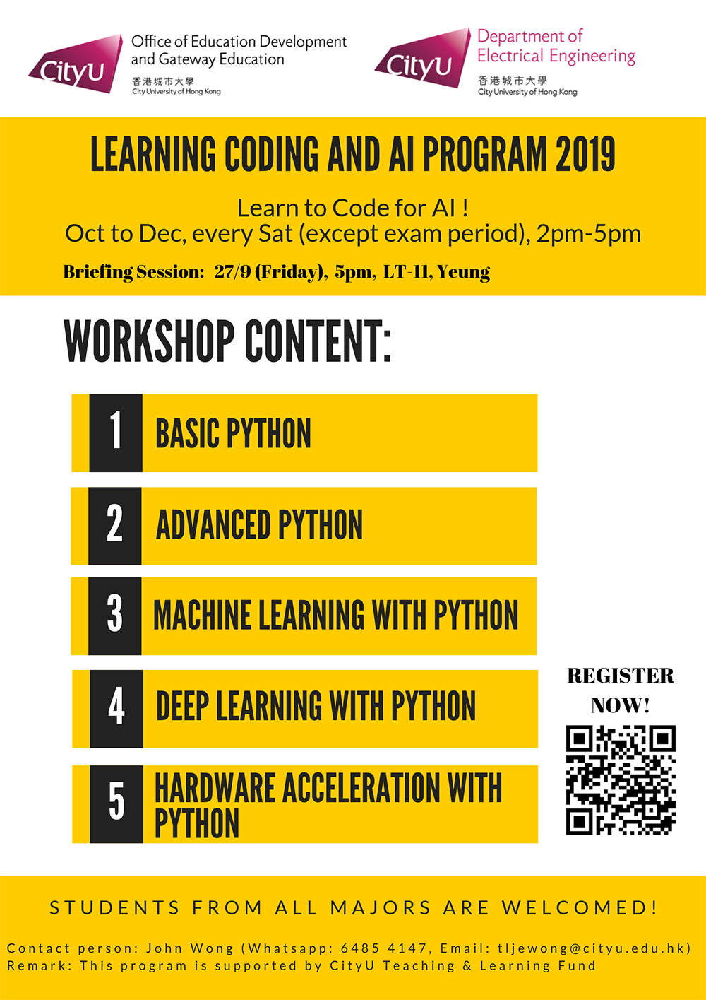 CityU
Office of Education Development
and Gateway Education
香港城市大學
City University of Hong Kong
CityU
Department of
Electrical Engineering
香港城市大學
City University of Hong Kong
LEARNING CODING AND AI PROGRAM 2019
Learn to Code for AI !
Oct to Dec, every Sat (except exam period), 2pm-5pm
Briefing Session: 27/9 (Friday), 5pm, LT-11, Yeung
WORKSHOP CONTENT:
1 BASIC PYTHON
2 ADVANCED PYTHON
3 MACHINE LEARNING WITH PYTHON
4 DEEP LEARNING WITH PYTHON
5 HARDWARE ACCELERATION WITH
PYTHON
REGISTER
NOW!
STUDENTS FROM ALL MAJORS ARE WELCOMED!
Contact person: John Wong (Whatsapp: 6485 4147, Email: tljewong@cityu.edu.hk)
Remark: This program is supported by CityU Teaching & Learning Fund